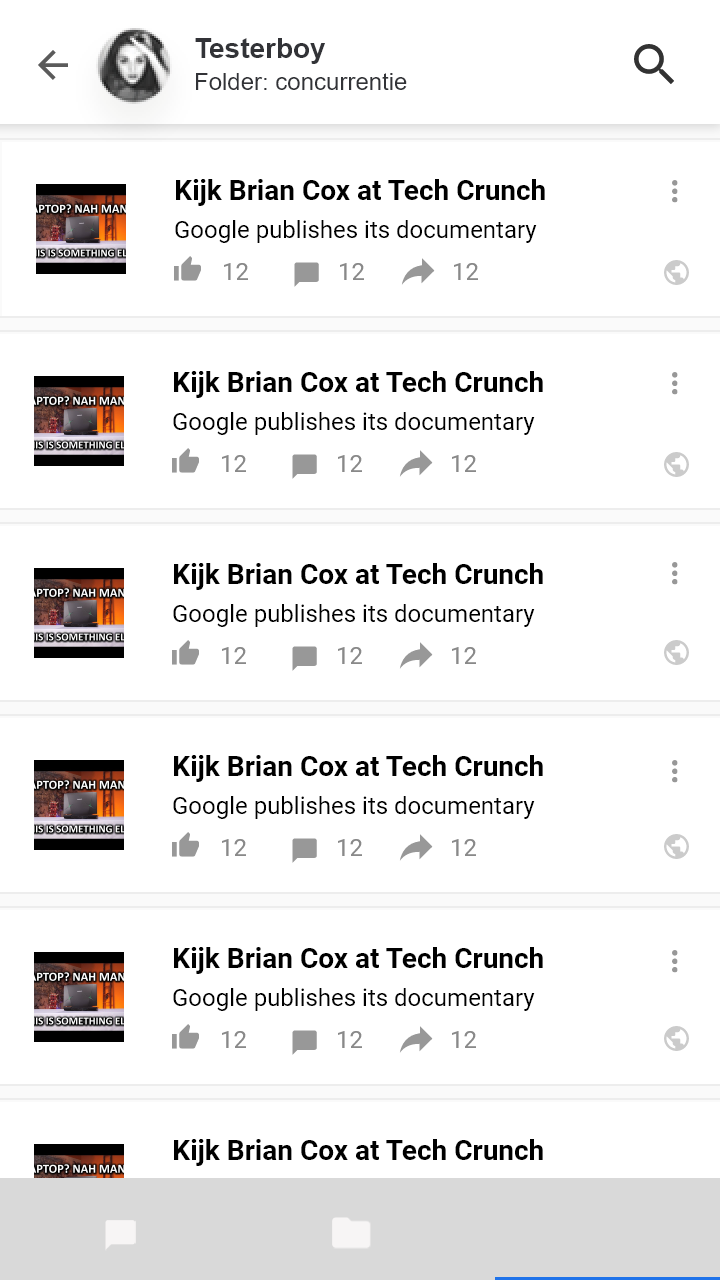 Testerboy
Folder: concurrentie
Kijk Brian Cox at Tech Crunch
Google publishes its documentary
12 12 12
APTOP? NAH MAN
IS IS SOMETHING EL
Kijk Brian Cox at Tech Crunch
Google publishes its documentary
12 12 12
APTOP? NAH MAN
IS IS SOMETHING EL
Kijk Brian Cox at Tech Crunch
Google publishes its documentary
12 12 12
APTOP? NAH MAN
IS IS SOMETHING EL
Kijk Brian Cox at Tech Crunch
Google publishes its documentary
12 12 12
APTOP? NAH MAN
IS IS SOMETHING EL
Kijk Brian Cox at Tech Crunch
Google publishes its documentary
12 12 12
APTOP? NAH MAN
IS IS SOMETHING EL
Kijk Brian Cox at Tech Crunch
APTOP? NAH MAN